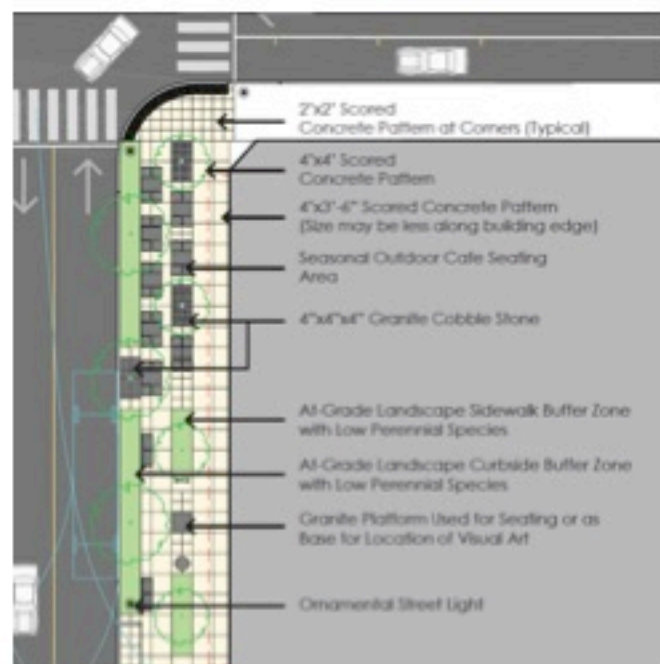 2'x2' Scored
Concrete Pattern at Corners (Typical)
4'x4' Scored
Concrete Pattern
4'x3'-6" Scored Concrete Pattern
(Size may be less along building edge)
Seasonal Outdoor Cafe Seating
Area
4"x4"x4" Granite Cobble Stone
At-Grade Landscape Sidewalk Buffer Zone
with Low Perennial Species
At-Grade Landscape Curbside Buffer Zone
with Low Perennial Species
Granite Platform Used for Seating or as
Base for Location of Visual Art
Ornamental Street Light